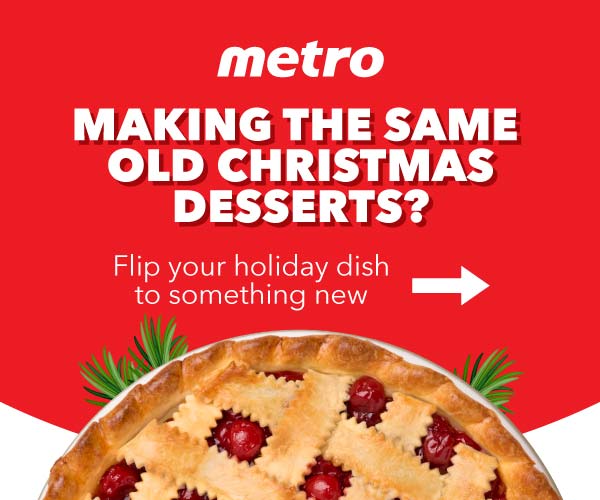 metro
MAKING THE SAME
OLD CHRISTMAS
DESSERTS?
Flip your holiday dish
to something new